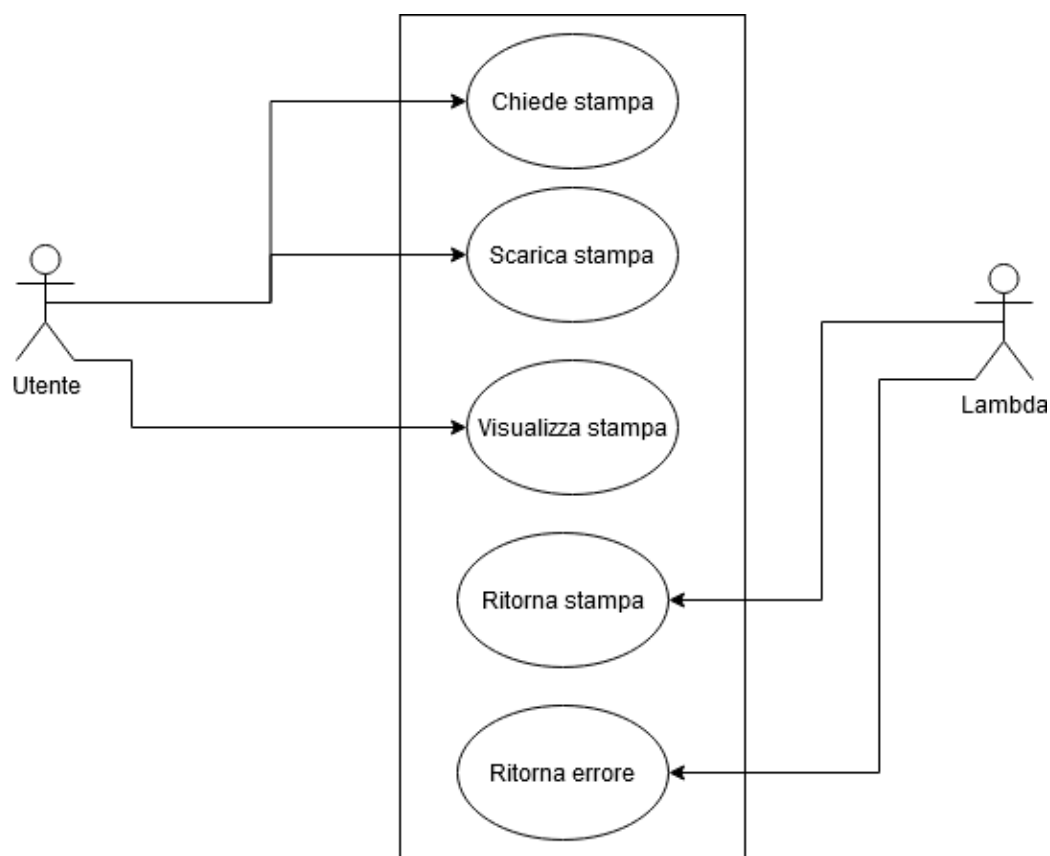 Chiede stampa
Scarica stampa
Utente
Visualizza stampa
Lambda
Ritorna stampa
Ritorna errore